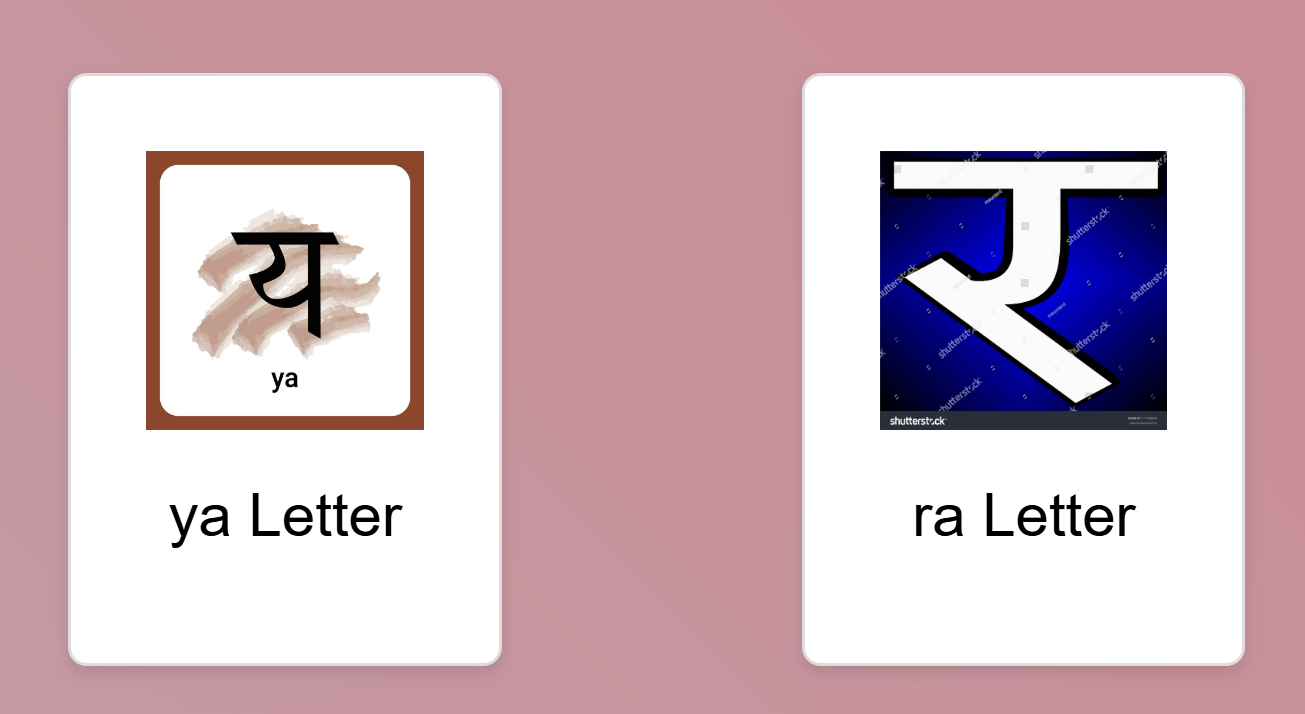 य
ya
ya Letter
र
shutterstock
ra Letter